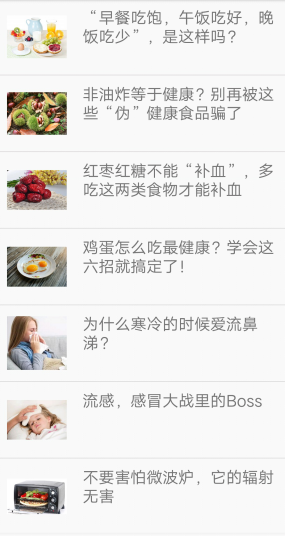 “早餐吃饱，午饭吃好，晚
饭吃少”，是这样吗？
非油炸等于健康？别再被这
些“伪”健康食品骗了
红枣红糖不能“补血”，多
吃这两类食物才能补血
鸡蛋怎么吃最健康？学会这
六招就搞定了！
为什么寒冷的时候爱流鼻
涕？
流感，感冒大战里的Boss
不要害怕微波炉，它的辐射
无害